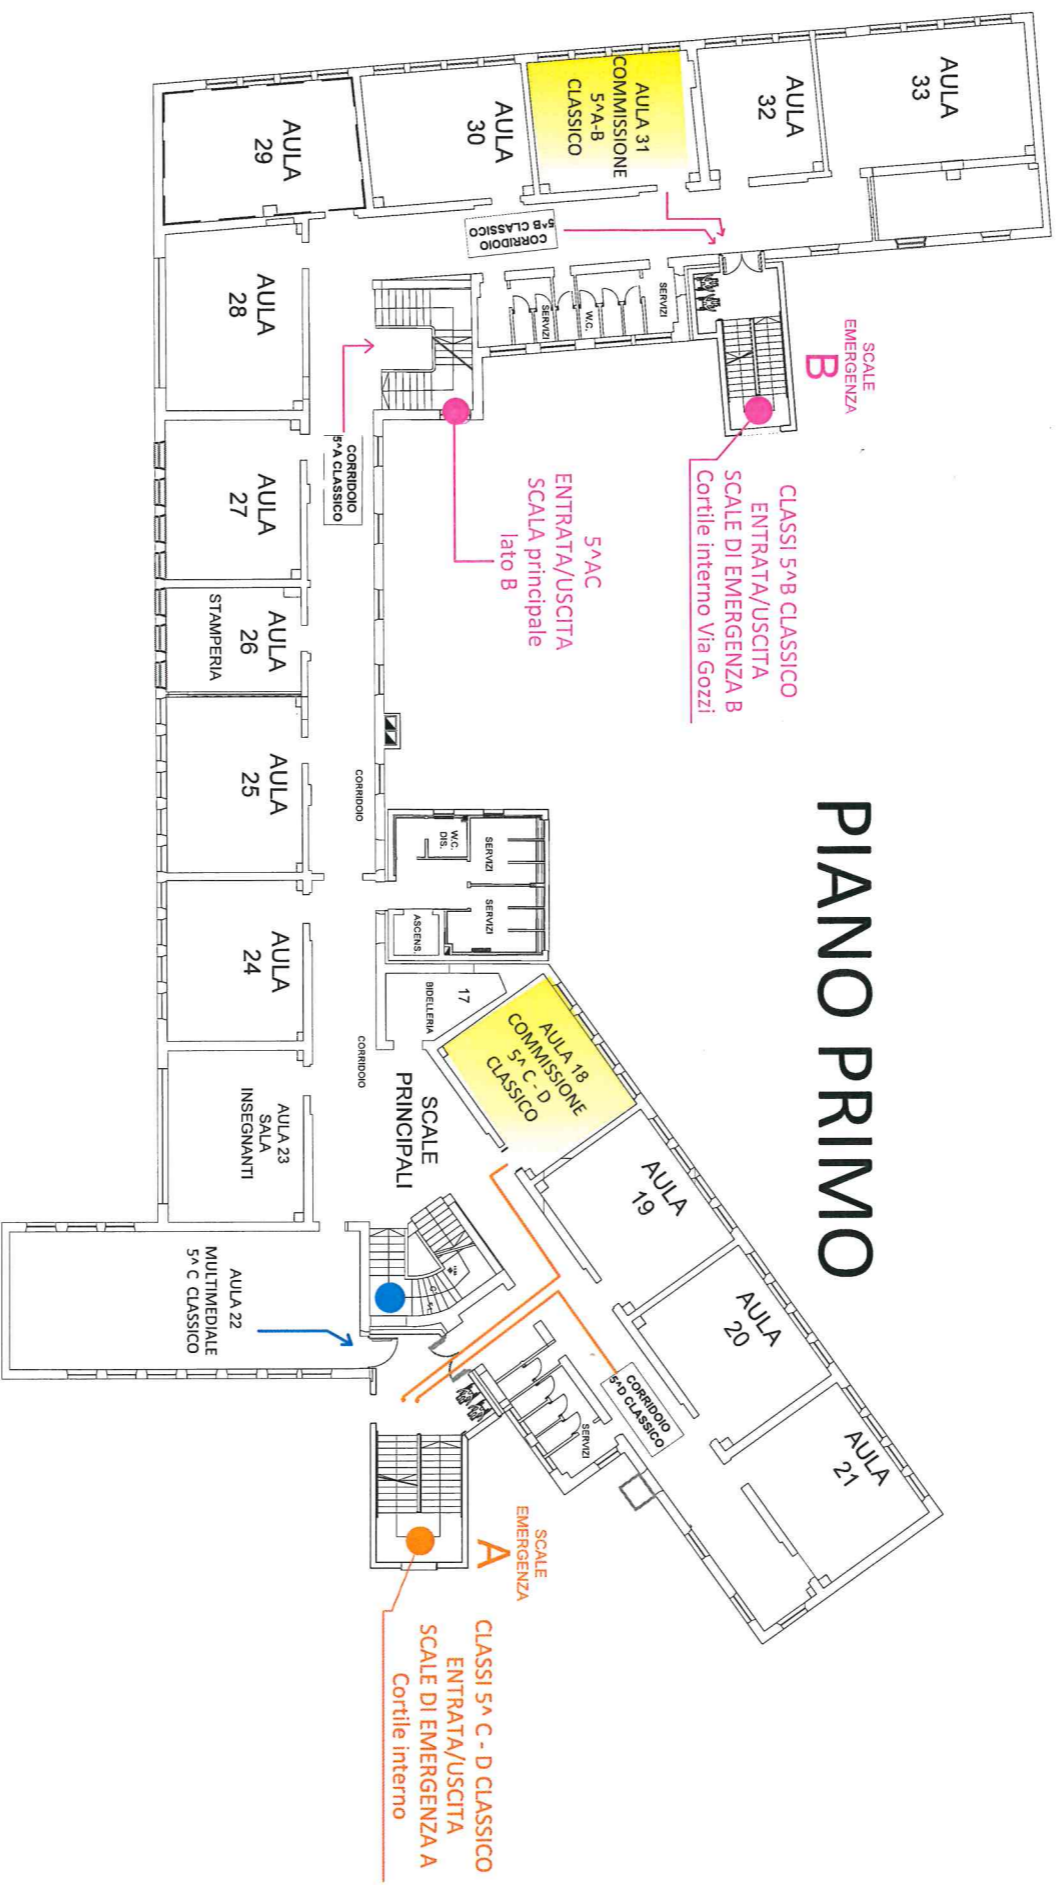 PIANO PRIMO
AULA
33
AULA
32
AULA 31
COMMISSIONE
5^A-B
CLASSICO
AULA
30
AULA
29
AULA
28
AULA
27
AULA
26
STAMPERIA
AULA
25
AULA
24
AULA 23
SALA
INSEGNANTI
AULA 22
MULTIMEDIALE
5^ C CLASSICO
CORRIDOIO
5^B CLASSICO
SERVIZI
W.C.
SERVIZI
SCALE
EMERGENZA
B
CLASSI 5^B CLASSICO
ENTRATA/USCITA
SCALE DI EMERGENZA B
Cortile interno Via Gozzi
5^AC
ENTRATA/USCITA
SCALA principale
lato B
CORRIDOIO
5^A CLASSICO
CORRIDOIO
W.C.
DIS.
SERVIZI
SERVIZI
ASCENS.
17
BIDELLERIA
CORRIDOIO
SCALE
PRINCIPALI
AULA 18
COMMISSIONE
5^ C - D
CLASSICO
AULA
19
AULA
20
AULA
21
CORRIDOIO
5^D CLASSICO
SERVIZI
SCALE
EMERGENZA
A
CLASSI 5^ C - D CLASSICO
ENTRATA/USCITA
SCALE DI EMERGENZA A
Cortile interno